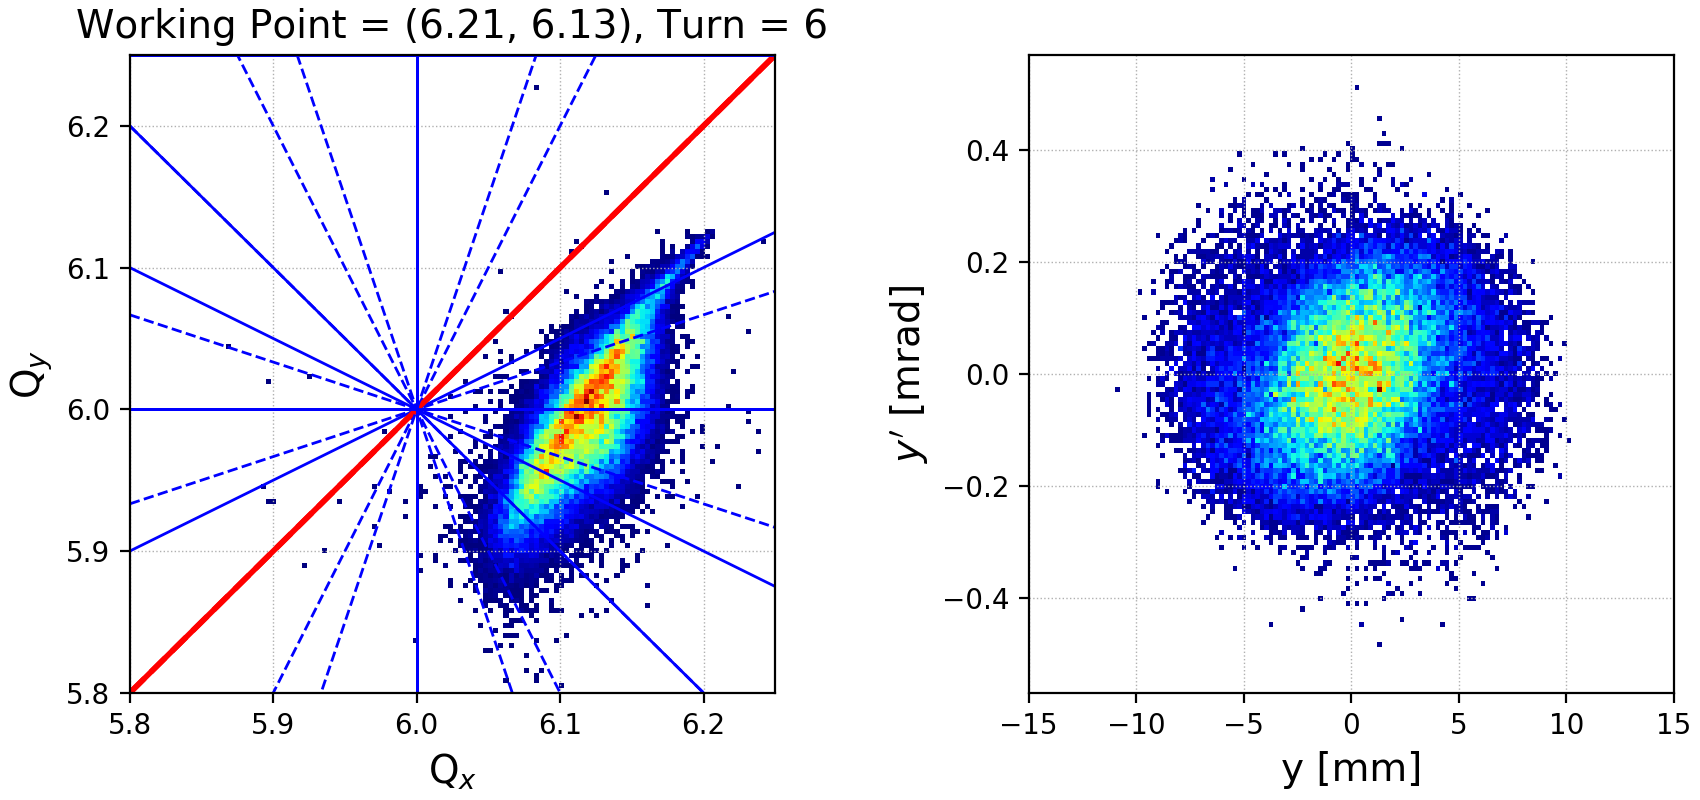 Working Point = (6.21, 6.13), Turn = 6
6.2
6.1
6.0
5.9
5.8
Qy
5.8 5.9 6.0 6.1 6.2
Qx
0.4
0.2
0.0
−0.2
−0.4
y′ [mrad]
−15 −10 −5 0 5 10 15
y [mm]